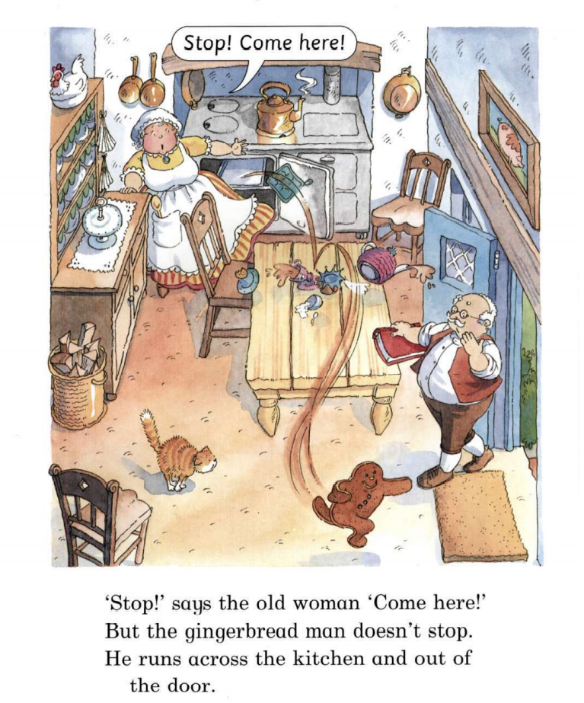 Stop! Come here!
‘Stop!’ says the old woman ‘Come here!’
But the gingerbread man doesn’t stop.
He runs across the kitchen and out of
the door.